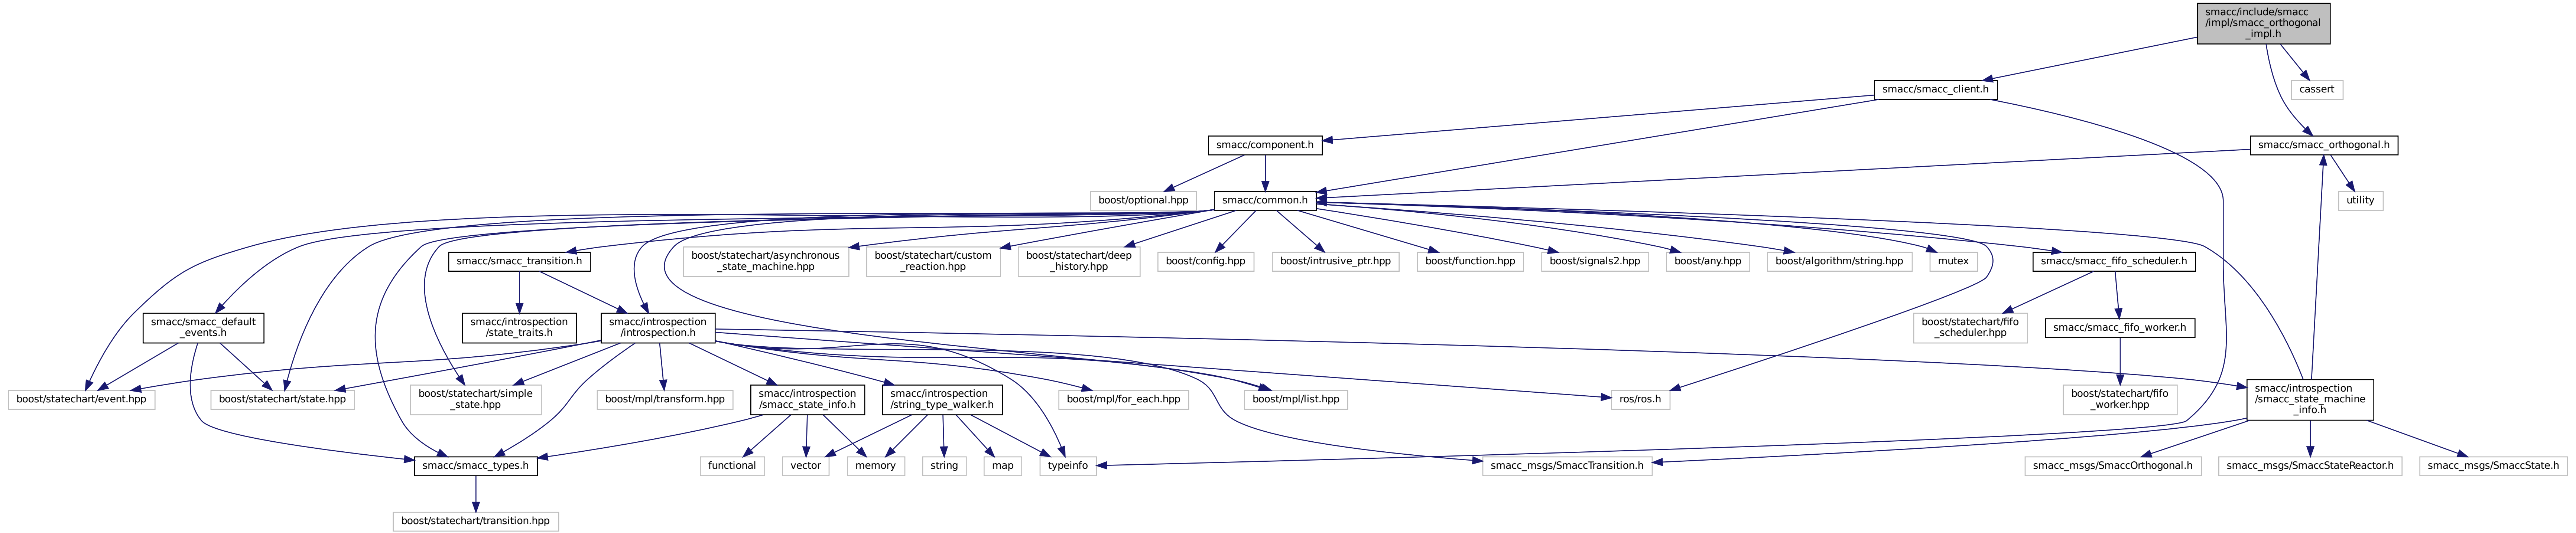 smacc/include/smacc
/impl/smacc_orthogonal
_impl.h
smacc/smacc_client.h
cassert
smacc/component.h
smacc/smacc_orthogonal.h
boost/optional.hpp
smacc/common.h
utility
smacc/smacc_transition.h
boost/statechart/asynchronous
_state_machine.hpp
boost/statechart/custom
_reaction.hpp
boost/statechart/deep
_history.hpp
boost/config.hpp
boost/intrusive_ptr.hpp
boost/function.hpp
boost/signals2.hpp
boost/any.hpp
boost/algorithm/string.hpp
mutex
smacc/smacc_fifo_scheduler.h
smacc/smacc_default
_events.h
smacc/introspection
/state_traits.h
smacc/introspection
/introspection.h
boost/statechart/fifo
_scheduler.hpp
smacc/smacc_fifo_worker.h
boost/statechart/event.hpp
boost/statechart/state.hpp
boost/statechart/simple
_state.hpp
boost/mpl/transform.hpp
smacc/introspection
/smacc_state_info.h
smacc/introspection
/string_type_walker.h
boost/mpl/for_each.hpp
boost/mpl/list.hpp
ros/ros.h
boost/statechart/fifo
_worker.hpp
smacc/introspection
/smacc_state_machine
_info.h
smacc/smacc_types.h
functional
vector
memory
string
map
typeinfo
smacc_msgs/SmaccTransition.h
smacc_msgs/SmaccOrthogonal.h
smacc_msgs/SmaccStateReactor.h
smacc_msgs/SmaccState.h
boost/statechart/transition.hpp